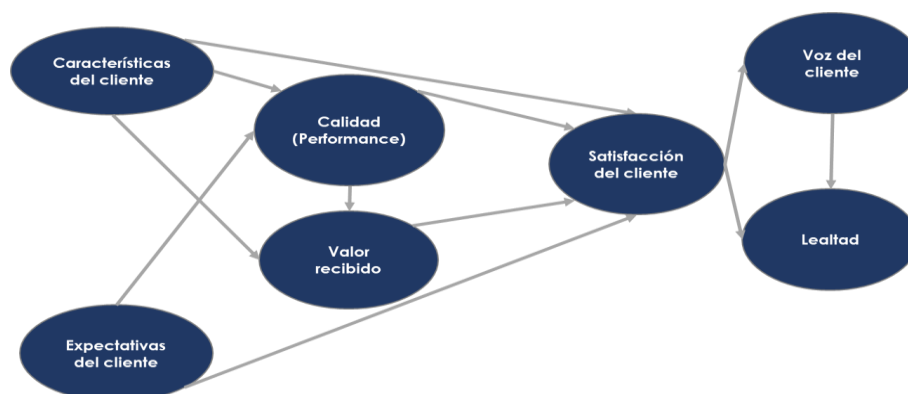 Características
del cliente
Calidad
(Performance)
Valor
recibido
Expectativas
del cliente
Satisfacción
del cliente
Voz del
cliente
Lealtad